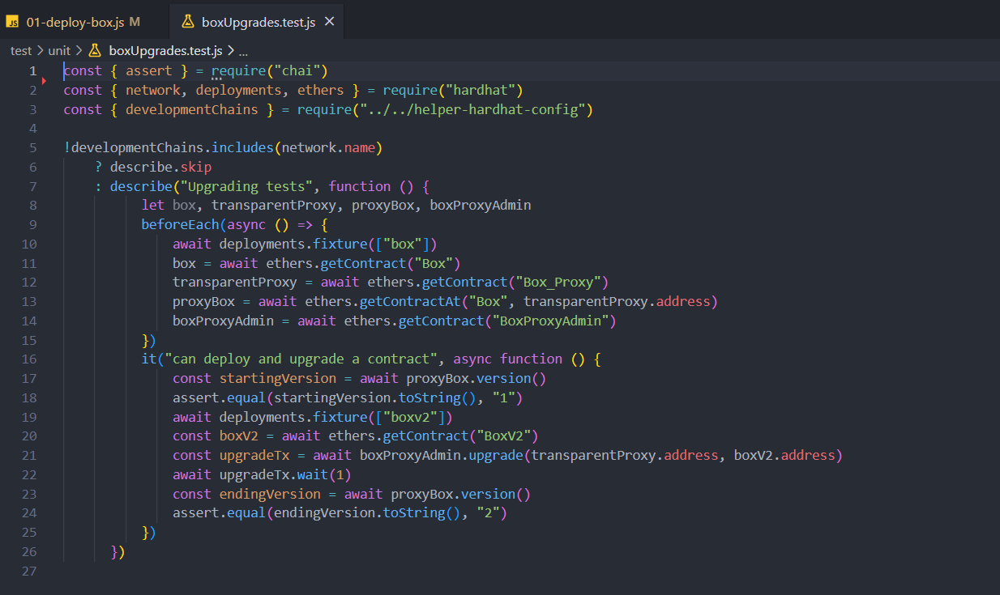 JS 01-deploy-box.js M boxUpgrades.test.js ×
test > unit > boxUpgrades.test.js > ...
1 const { assert } = require("chai")
2 const { network, deployments, ethers } = require("hardhat")
3 const { developmentChains } = require("../../helper-hardhat-config")
4
5 !developmentChains.includes(network.name)
6 ? describe.skip
7 : describe("Upgrading tests", function () {
8 let box, transparentProxy, proxyBox, boxProxyAdmin
9 beforeEach(async () => {
10 await deployments.fixture(["box"])
11 box = await ethers.getContract("Box")
12 transparentProxy = await ethers.getContract("Box_Proxy")
13 proxyBox = await ethers.getContractAt("Box", transparentProxy.address)
14 boxProxyAdmin = await ethers.getContract("BoxProxyAdmin")
15 })
16 it("can deploy and upgrade a contract", async function () {
17 const startingVersion = await proxyBox.version()
18 assert.equal(startingVersion.toString(), "1")
19 await deployments.fixture(["boxv2"])
20 const boxV2 = await ethers.getContract("BoxV2")
21 const upgradeTx = await boxProxyAdmin.upgrade(transparentProxy.address, boxV2.address)
22 await upgradeTx.wait(1)
23 const endingVersion = await proxyBox.version()
24 assert.equal(endingVersion.toString(), "2")
25 })
26 })
27